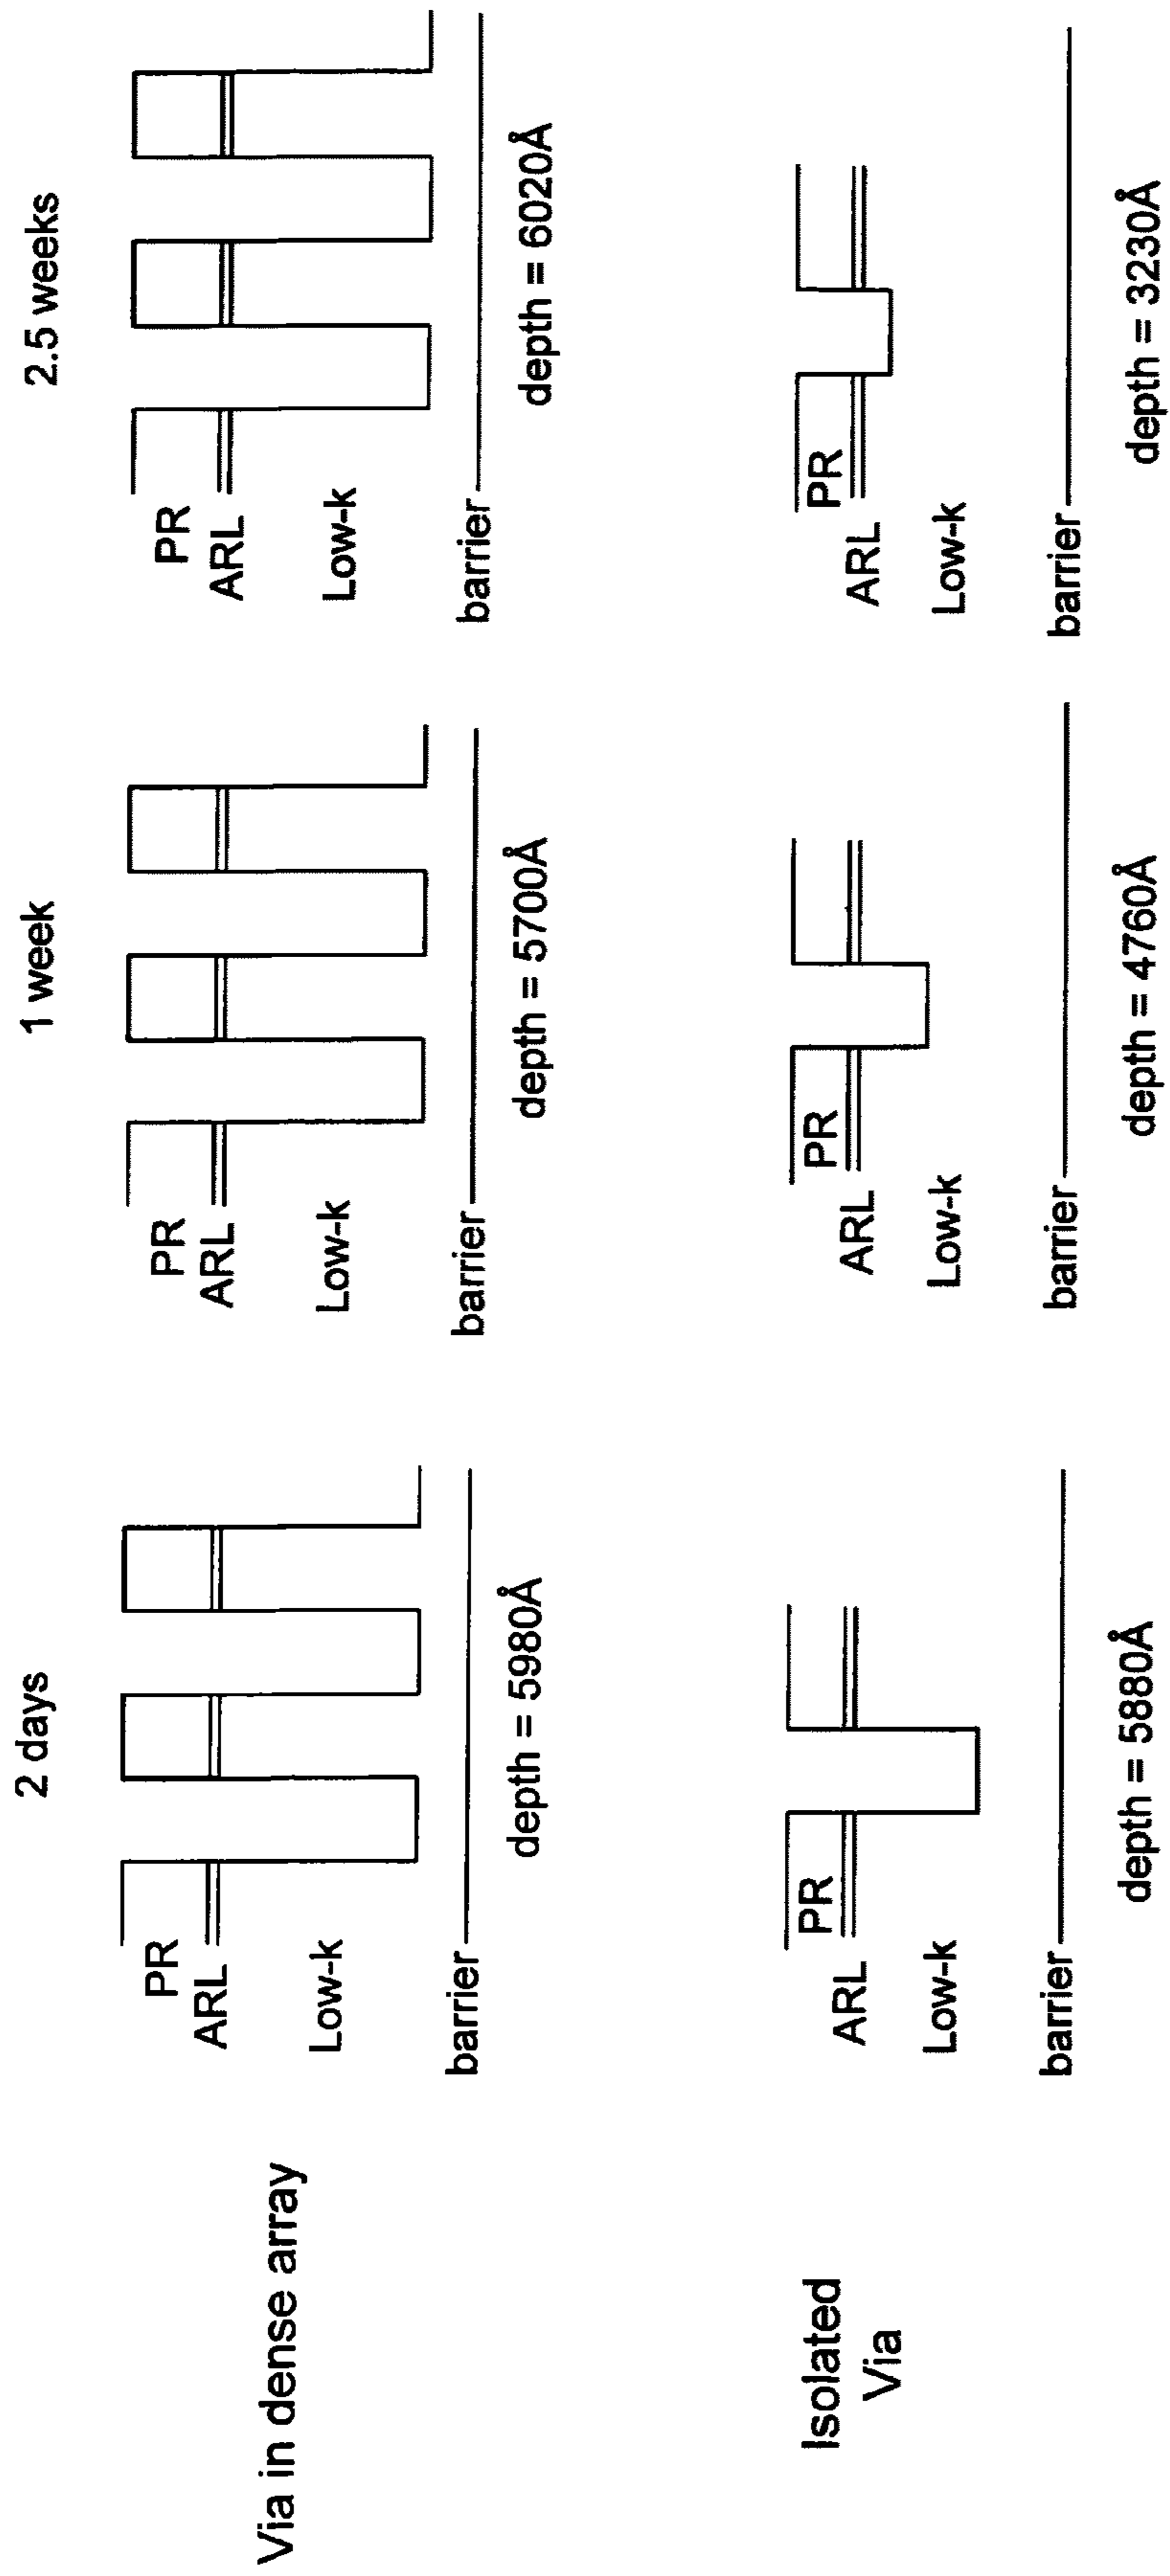 2 days
1 week
2.5 weeks
Via in dense array
PR
ARL
Low-k
barrier
depth = 5980Å
PR
ARL
Low-k
barrier
depth = 5700Å
PR
ARL
Low-k
barrier
depth = 6020Å
Isolated
Via
PR
ARL
Low-k
barrier
depth = 5880Å
PR
ARL
Low-k
barrier
depth = 4760Å
PR
ARL
Low-k
barrier
depth = 3230Å